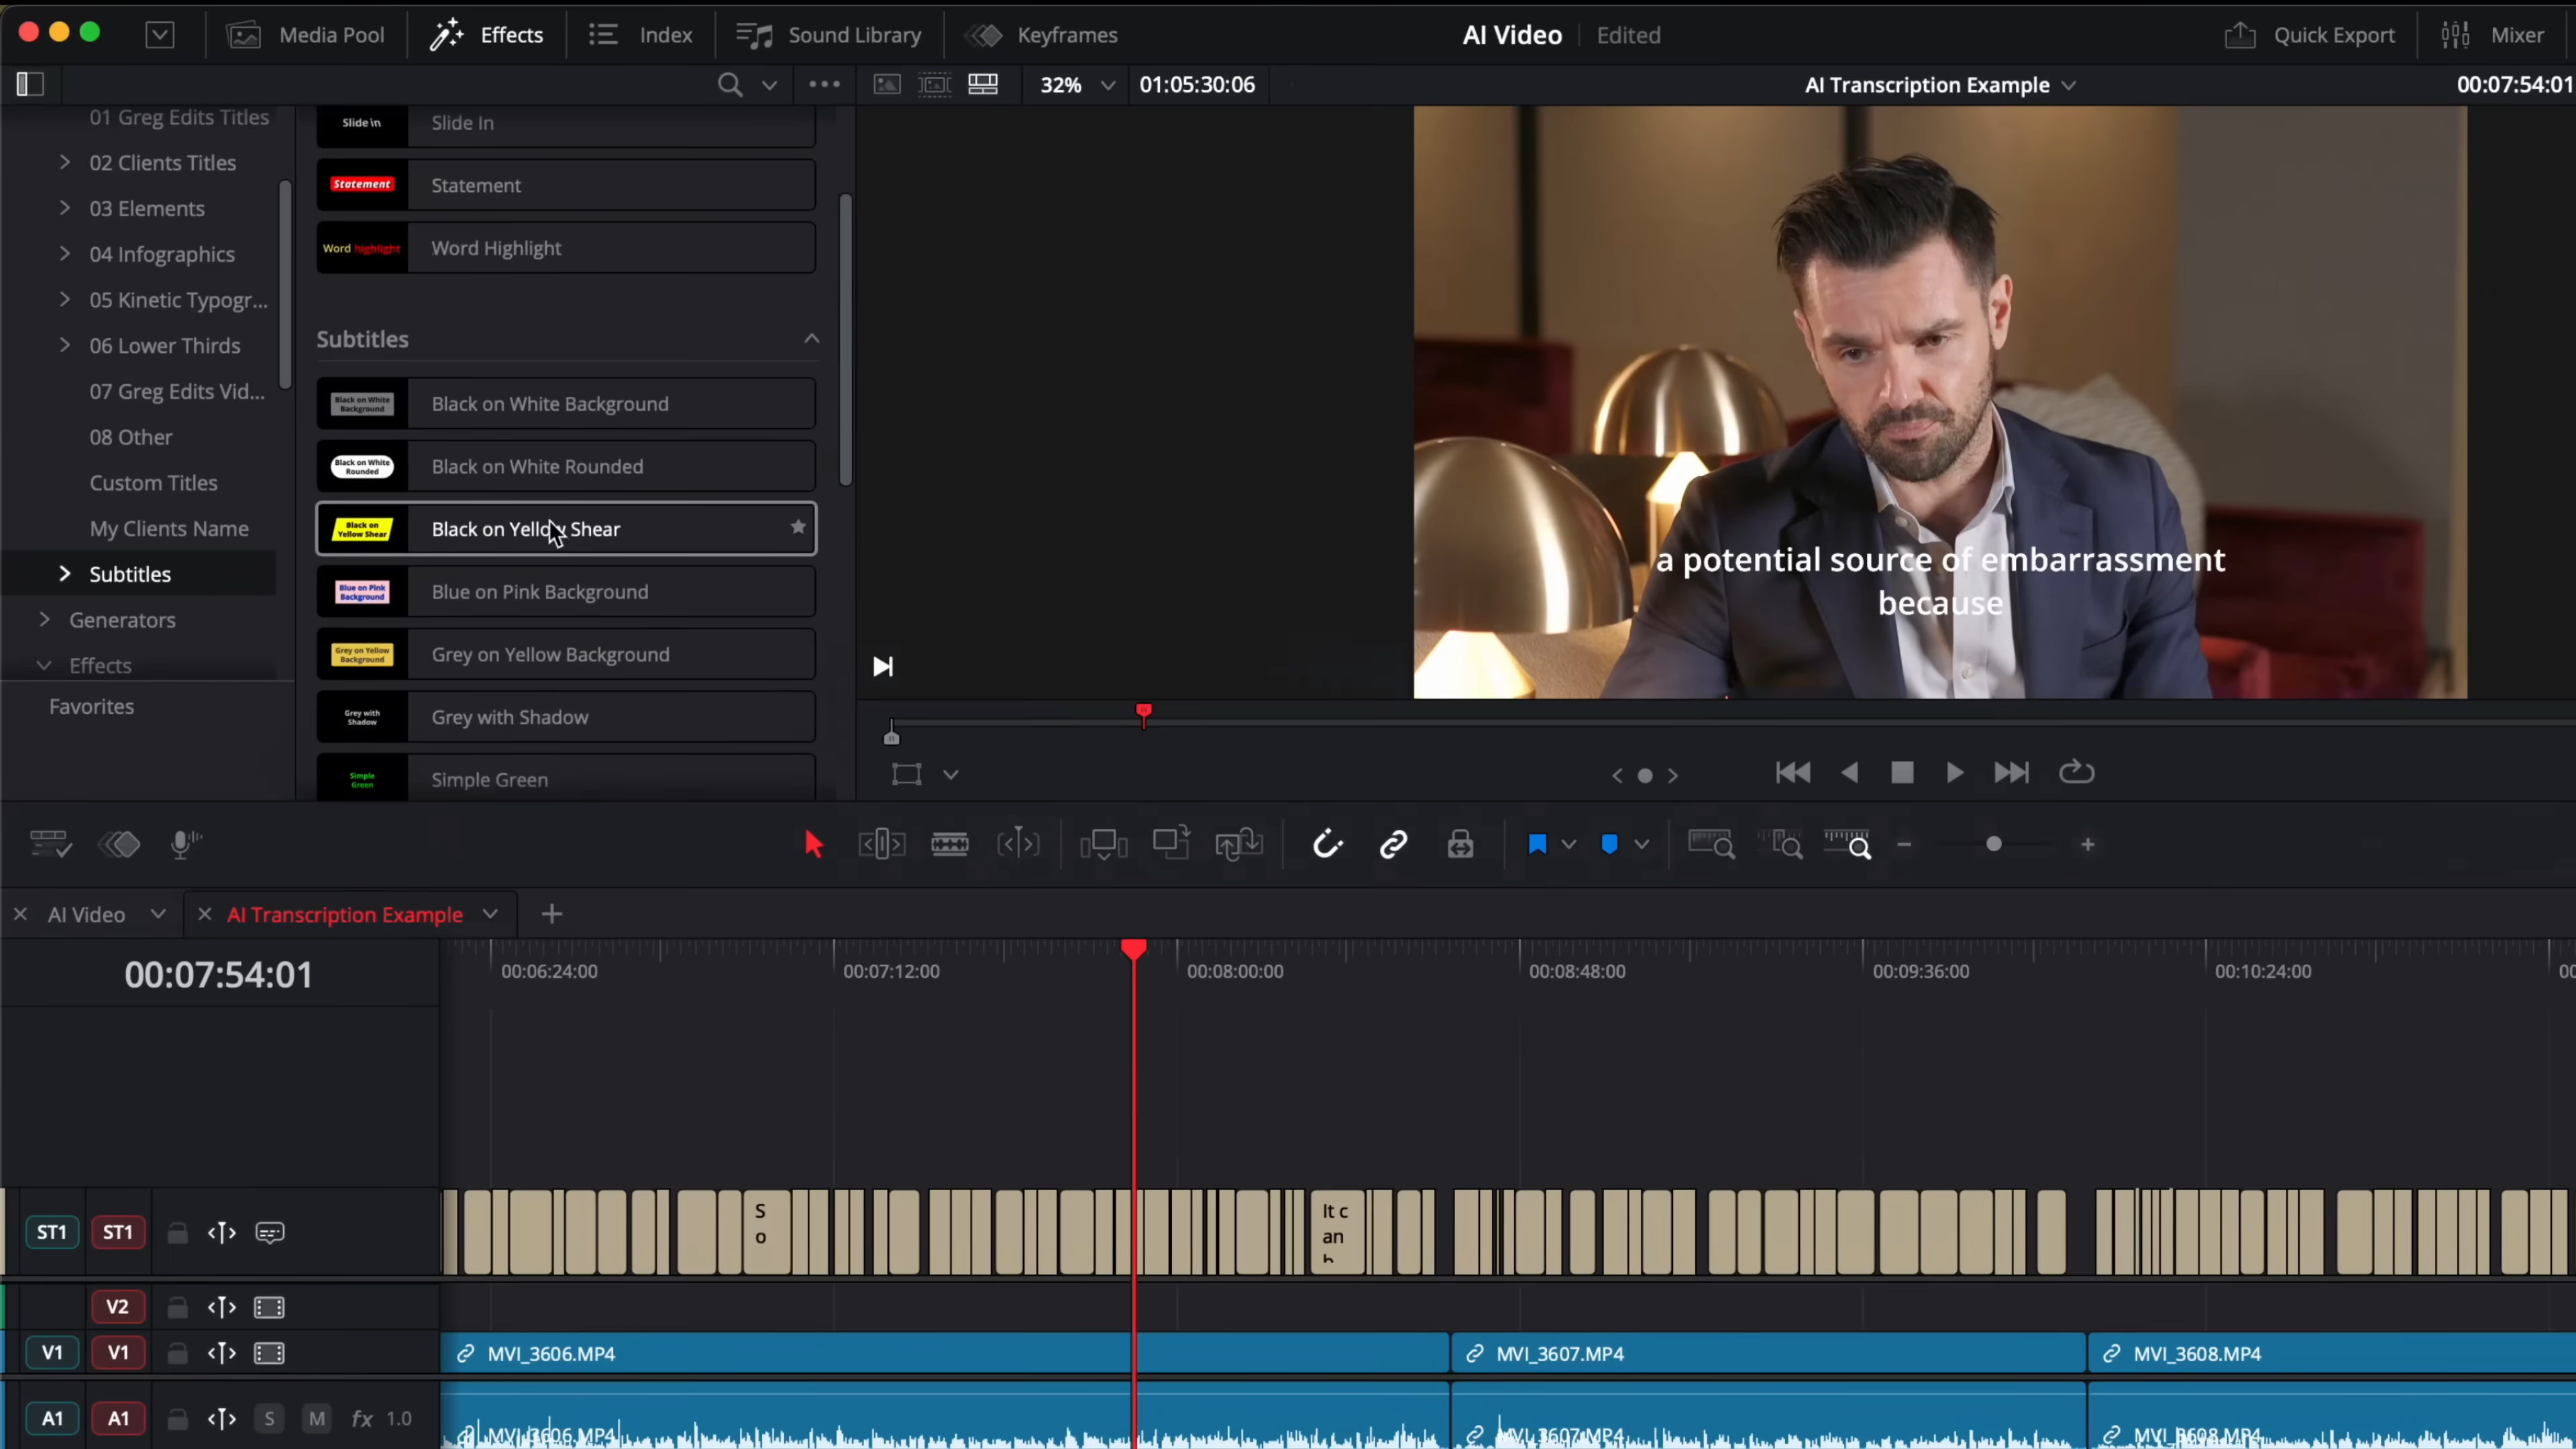 Media Pool
Effects
Index
Sound Library
Keyframes
AI Video
Edited
Quick Export
Mixer
32%
01:05:30:06
AI Transcription Example
00:07:54:01
01 Greg Edits Titles
02 Clients Titles
03 Elements
04 Infographics
05 Kinetic Typogr...
06 Lower Thirds
07 Greg Edits Vid...
08 Other
Custom Titles
My Clients Name
Subtitles
Generators
Effects
Favorites
Slide in
Slide In
Statement
Statement
Word highlight
Word Highlight
Subtitles
Black on White
Background
Black on White Background
Black on White
Rounded
Black on White Rounded
Black on
Yellow Shear
Black on Yellow Shear
Blue on Pink
Background
Blue on Pink Background
Grey on Yellow
Background
Grey on Yellow Background
Grey with
Shadow
Grey with Shadow
Simple
Green
Simple Green
a potential source of embarrassment
because
AI Video
AI Transcription Example
00:07:54:01
00:06:24:00
00:07:12:00
00:08:00:00
00:08:48:00
00:09:36:00
00:10:24:00
00
ST1
ST1
S
o
It c
an
b
V2
V1
V1
MVI_3606.MP4
MVI_3607.MP4
MVI_3608.MP4
A1
A1
S
M
fx
1.0
MVI_3606.MP4
MVI_3607.MP4
MVI_3608.MP4